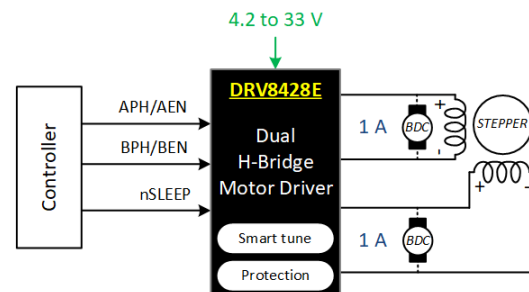 4.2 to 33 V
DRV8428E
Controller
APH/AEN
BPH/BEN
nSLEEP
Dual
H-Bridge
Motor Driver
Smart tune
Protection
1 A
BDC
+
-
STEPPER
+
-
1 A
BDC